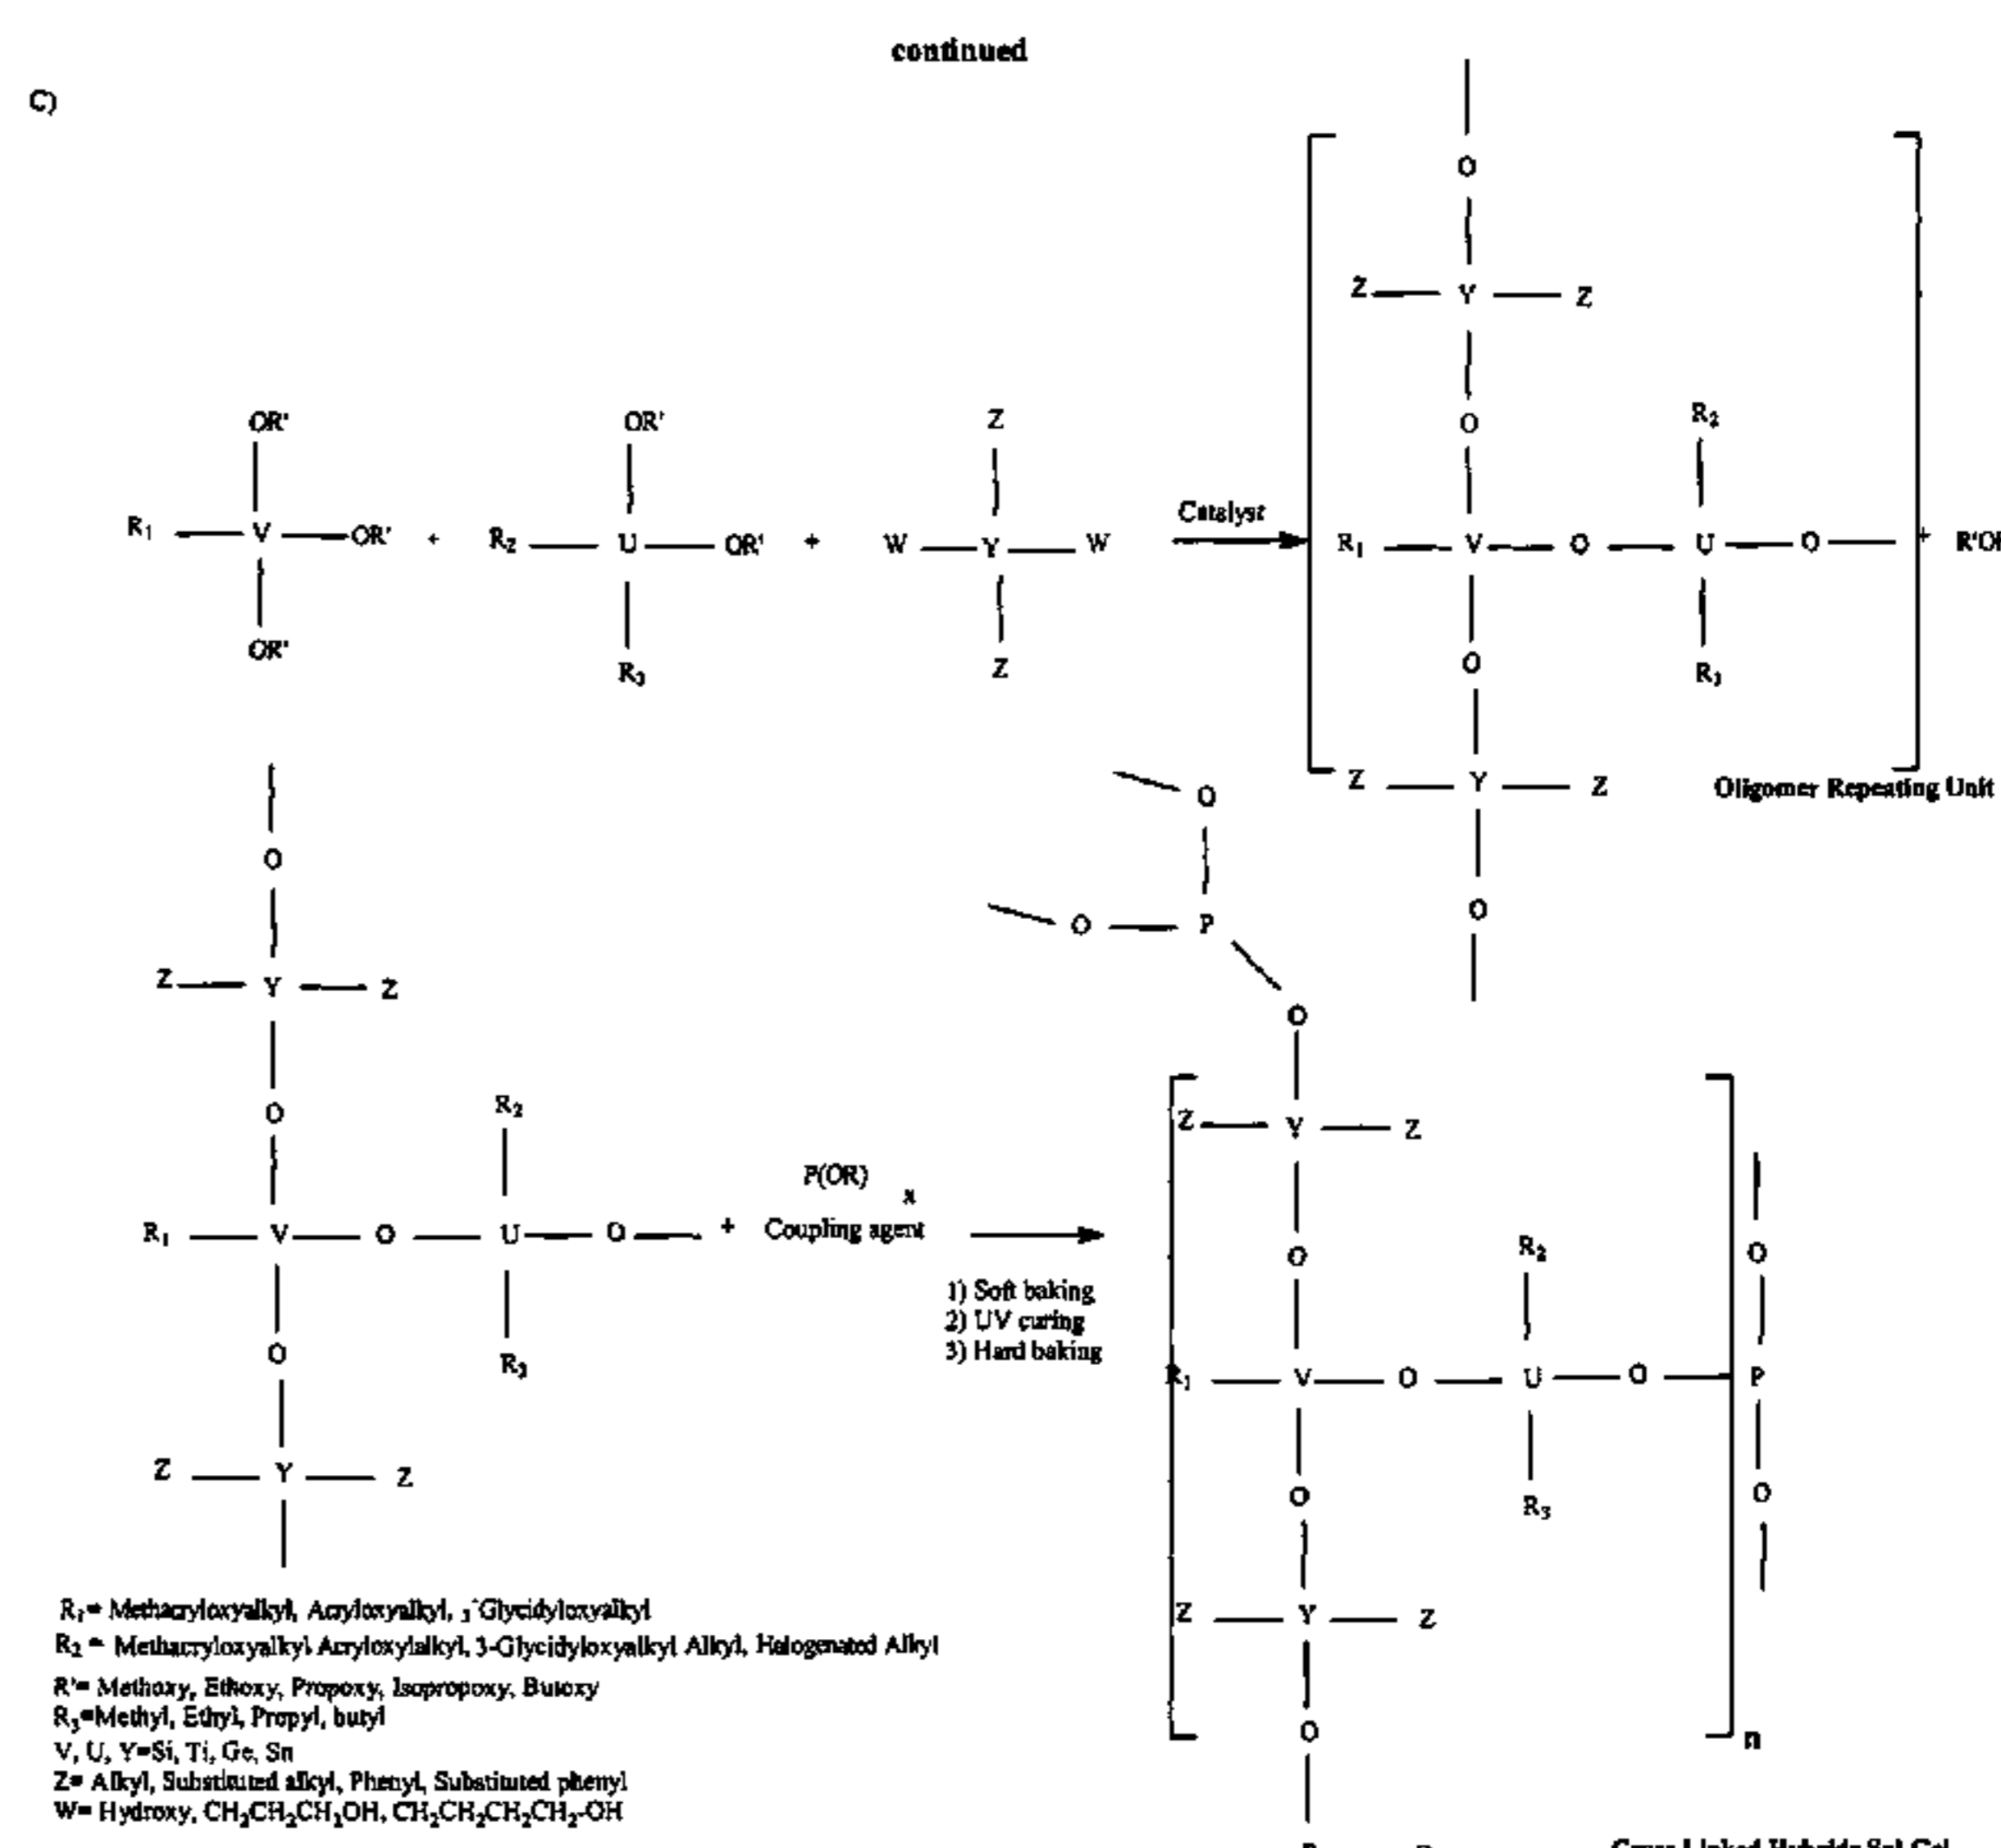 continued
C)
O
Z Y Z
O
OR' OR' Z R2
Catalyst
R1 V OR' + R2 U OR' + W Y W R1 V O U O + R'O
OR' R3 Z O R3
Z Y Z
Oligomer Repeating Unit
O
O
O P
O
Z Y Z
O
O
Z Y Z
O
R2
R1 V O U O + P(OR)
Coupling agent
1) Soft baking
2) UV curing
3) Hard baking
O
R3
Z Y Z
O
R2
O
R1 V O U O P
O
R3
O
Z Y Z
O
n
R1= Methacryloxyalkyl, Acryloxyalkyl, 3-Glycidyloxyalkyl
R2 = Methacryloxyalkyl Acryloxylalkyl, 3-Glycidyloxyalkyl Alkyl, Halogenated Alkyl
R'= Methoxy, Ethoxy, Propoxy, Isopropoxy, Butoxy
R3=Methyl, Ethyl, Propyl, butyl
V, U, Y=Si, Ti, Ge, Sn
Z= Alkyl, Substituted alkyl, Phenyl, Substituted phenyl
W= Hydroxy, CH2CH2CH2OH, CH2CH2CH2CH2-OH